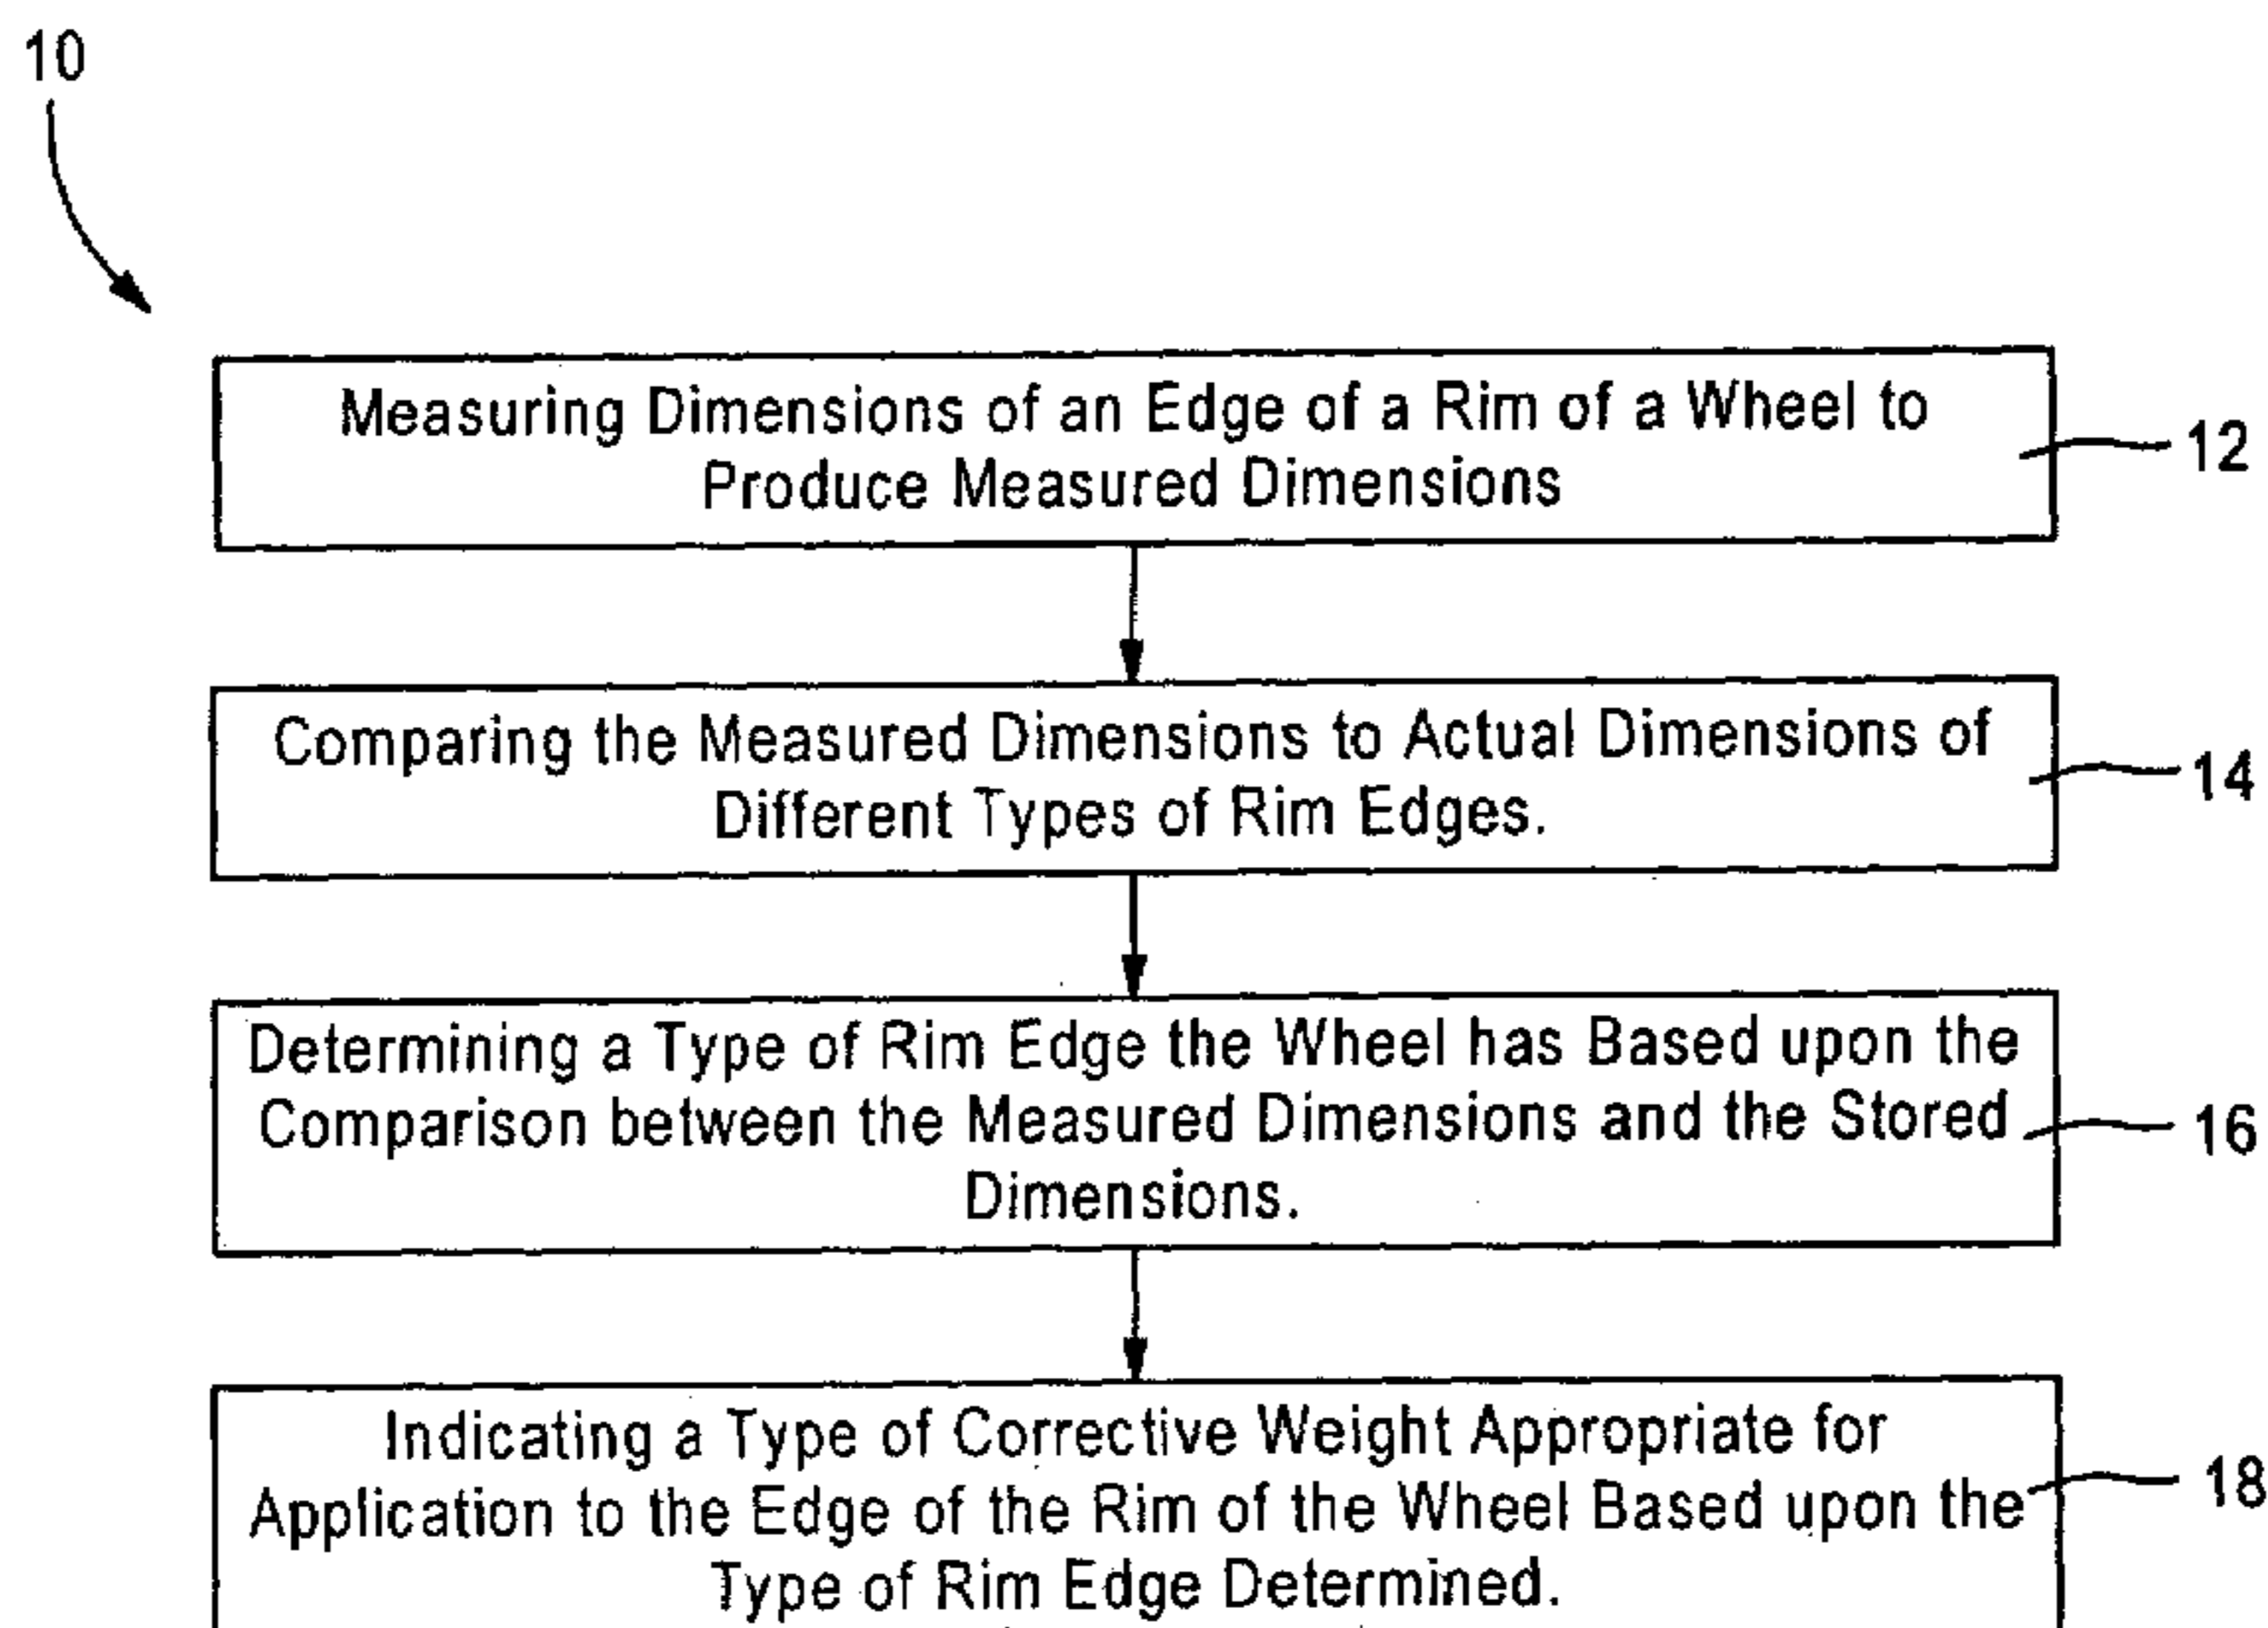 10
Measuring Dimensions of an Edge of a Rim of a Wheel to
Produce Measured Dimensions
12
Comparing the Measured Dimensions to Actual Dimensions of
Different Types of Rim Edges.
14
Determining a Type of Rim Edge the Wheel has Based upon the
Comparison between the Measured Dimensions and the Stored
Dimensions.
16
Indicating a Type of Corrective Weight Appropriate for
Application to the Edge of the Rim of the Wheel Based upon the
Type of Rim Edge Determined.
18